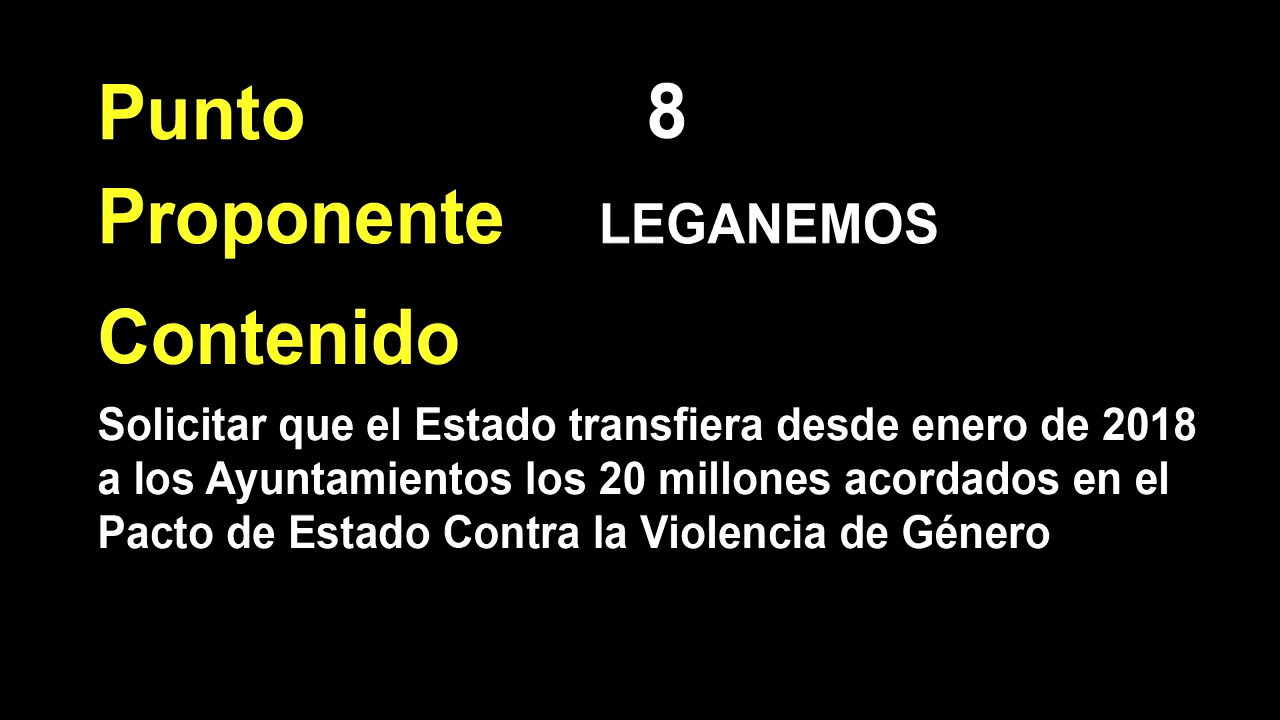 Punto 8
Proponente LEGANEMOS
Contenido
Solicitar que el Estado transfiera desde enero de 2018
a los Ayuntamientos los 20 millones acordados en el
Pacto de Estado Contra la Violencia de Género